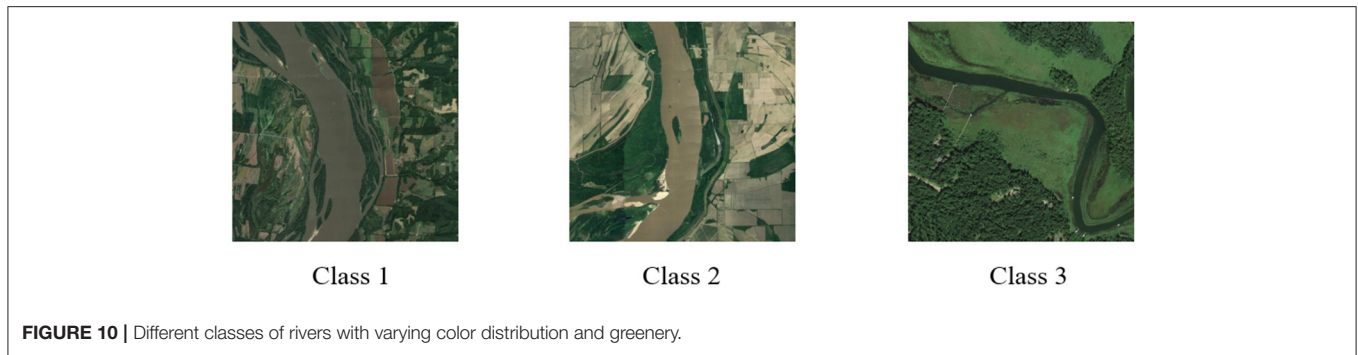 Class 1
Class 2
Class 3
FIGURE 10 | Different classes of rivers with varying color distribution and greenery.